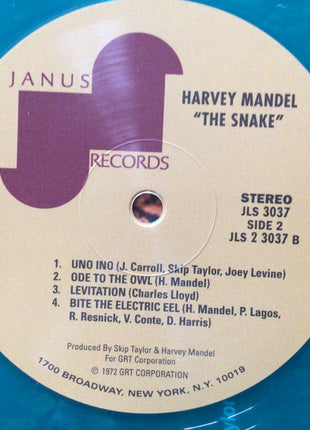 JANUS
RECORDS
HARVEY MANDEL
"THE SNAKE"
STEREO
JLS 3037
SIDE 2
JLS 2 3037 B
1. UNO INO (J. Carroll, Skip Taylor, Joey Levine)
2. ODE TO THE OWL (H. Mandel)
3. LEVITATION (Charles Lloyd)
4. BITE THE ELECTRIC EEL (H. Mandel, P. Lagos,
R. Resnick, V. Conte, D. Harris)
Produced By Skip Taylor & Harvey Mandel
For GRT Corporation
© 1972 GRT CORPORATION
1700 BROADWAY, NEW YORK, N.Y. 10019